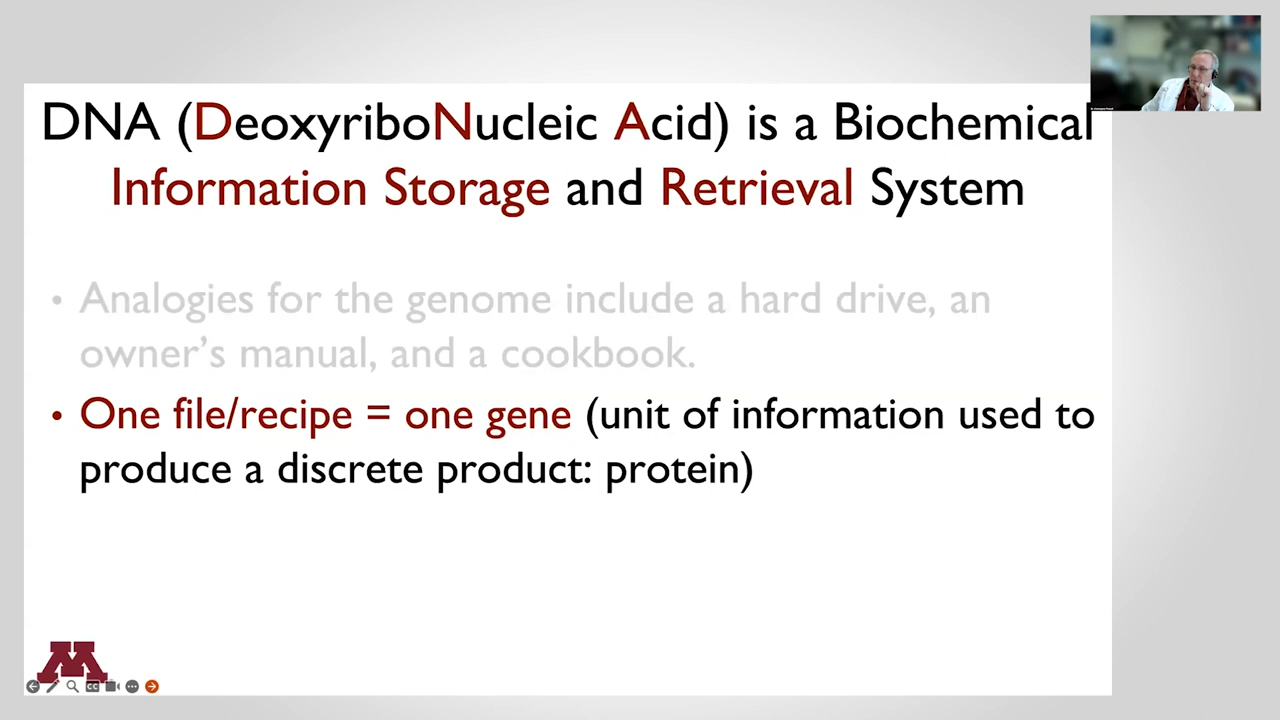 DNA (DeoxyriboNucleic Acid) is a Biochemical
Information Storage and Retrieval System
• Analogies for the genome include a hard drive, an
owner's manual, and a cookbook.
• One file/recipe = one gene (unit of information used to
produce a discrete product: protein)
M
CC